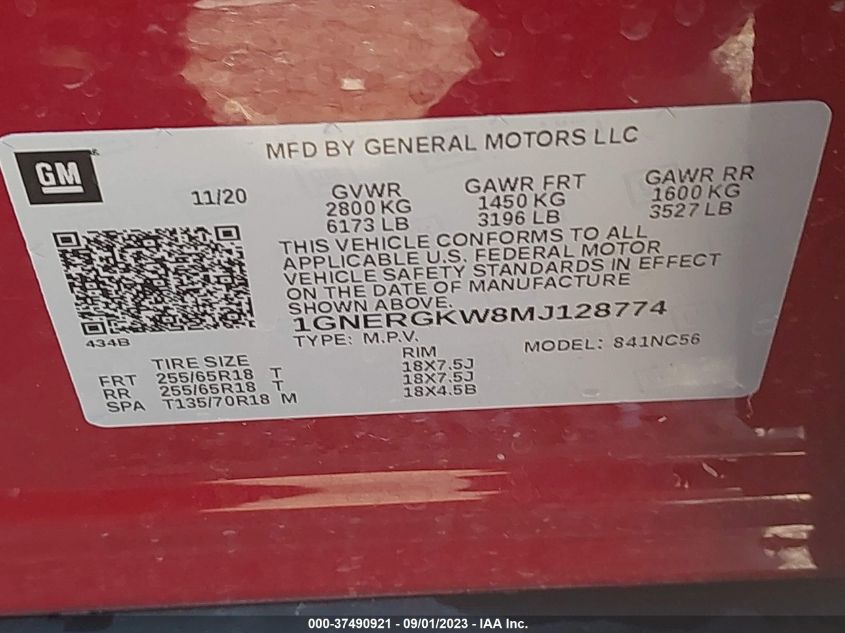 MFD BY GENERAL MOTORS LLC
GM
11/20
GVWR
2800 KG
6173 LB
GAWR FRT
1450 KG
3196 LB
GAWR RR
1600 KG
3527 LB
THIS VEHICLE CONFORMS TO ALL
APPLICABLE U.S. FEDERAL MOTOR
VEHICLE SAFETY STANDARDS IN EFFECT
ON THE DATE OF MANUFACTURE
SHOWN ABOVE.
1GNERGKW8MJ128774
434B
TYPE: M.P.V.
MODEL: 841NC56
TIRE SIZE
RIM
FRT 255/65R18 T 18X7.5J
RR 255/65R18 T 18X7.5J
SPA T135/70R18 M 18X4.5B
000-37490921 - 09/01/2023 - IAA Inc.